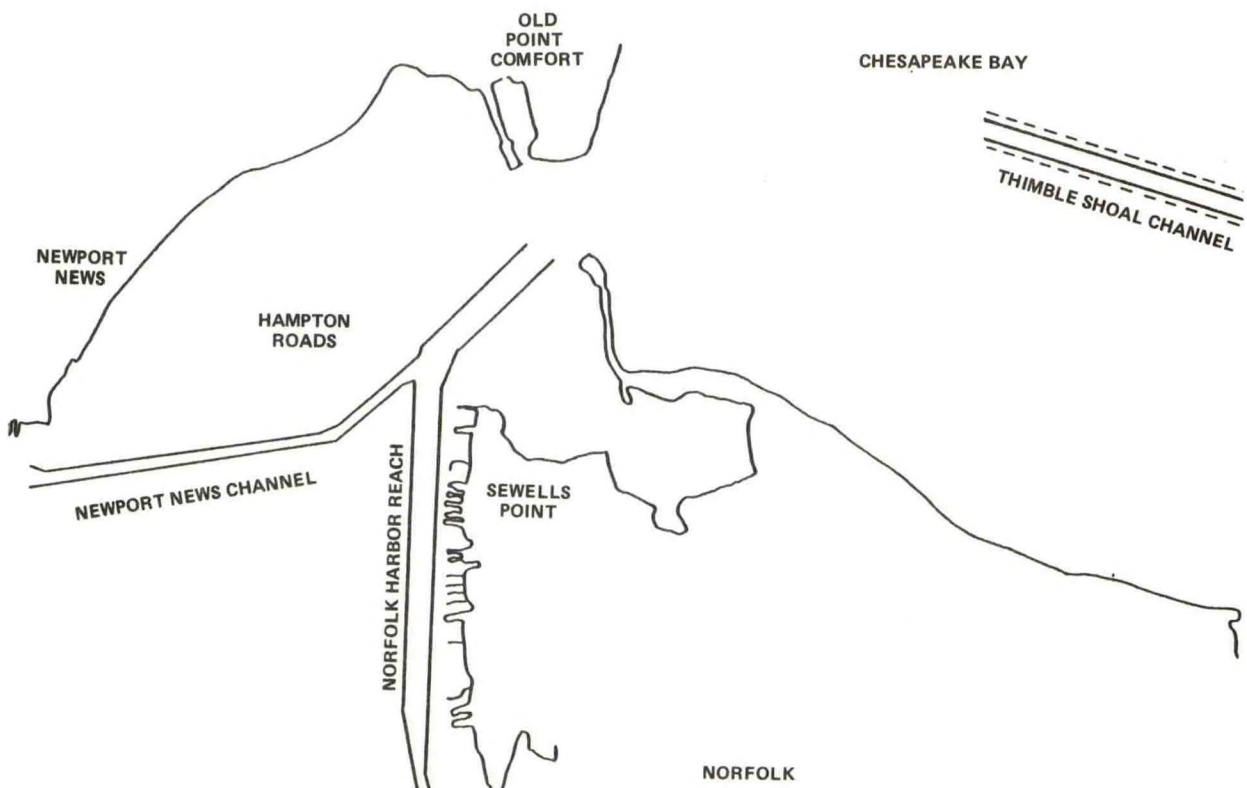 OLD
POINT
COMFORT
CHESAPEAKE BAY
THIMBLE SHOAL CHANNEL
NEWPORT
NEWS
HAMPTON
ROADS
NEWPORT NEWS CHANNEL
NORFOLK HARBOR REACH
SEWELLS
POINT
NORFOLK